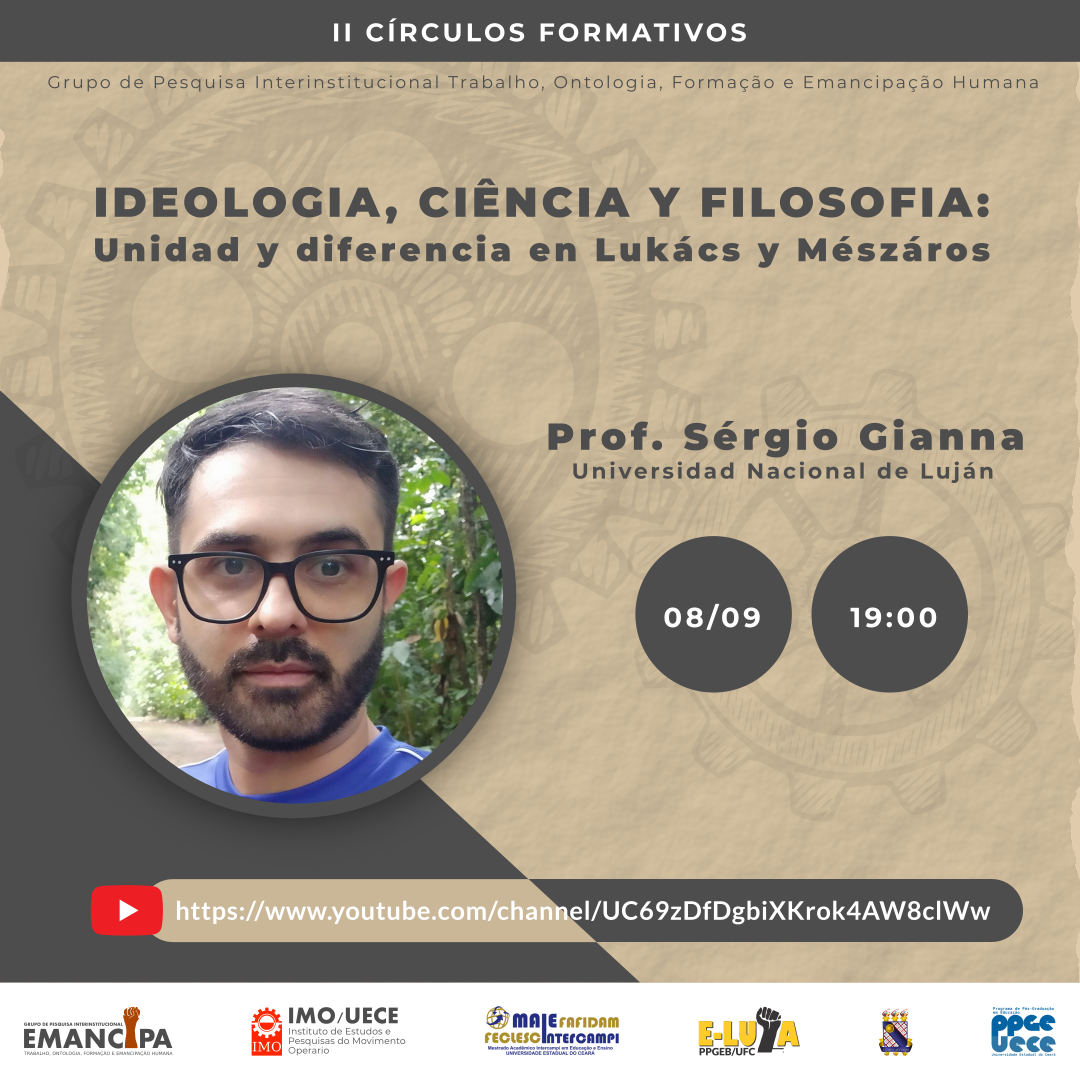 II CÍRCULOS FORMATIVOS
Grupo de Pesquisa Interinstitucional Trabalho, Ontologia, Formação e Emancipação Humana
IDEOLOGIA, CIÊNCIA Y FILOSOFIA:
Unidad y diferencia en Lukács y Mészáros
Prof. Sérgio Gianna
Universidad Nacional de Luján
08/09
19:00
https://www.youtube.com/channel/UC69zDfDgbiXKrok4AW8clWw
GRUPO DE PESQUISA INTERINSTITUCIONAL
EMANCIPA
TRABALHO, ONTOLOGIA, FORMAÇÃO E EMANCIPAÇÃO HUMANA
IMO
IMO/UECE
Instituto de Estudos e
Pesquisas do Movimento
Operario
MAIE FAFIDAM
FECLESC INTERCAMPI
Mestrado Acadêmico Intercampi em Educação e Ensino
UNIVERSIDADE ESTADUAL DO CEARÁ
E-LUTA
PPGEB/UFC
Programa de Pós-Graduação
em Educação
PPGE
UECE
Universidade Estadual do Ceará